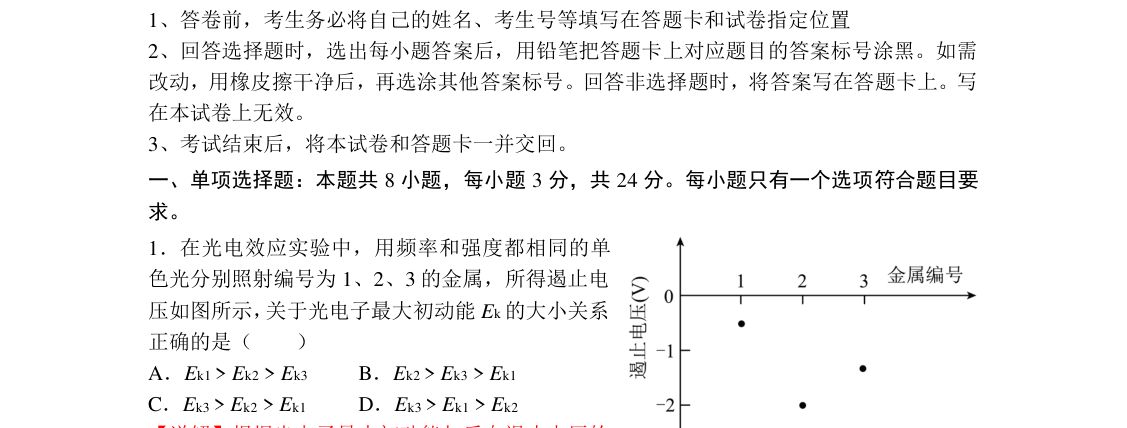 1、答卷前，考生务必将自己的姓名、考生号等填写在答题卡和试卷指定位置
2、回答选择题时，选出每小题答案后，用铅笔把答题卡上对应题目的答案标号涂黑。如需
改动，用橡皮擦干净后，再选涂其他答案标号。回答非选择题时，将答案写在答题卡上。写
在本试卷上无效。
3、考试结束后，将本试卷和答题卡一并交回。
一、单项选择题：本题共 8 小题，每小题 3 分，共 24 分。每小题只有一个选项符合题目要
求。
1．在光电效应实验中，用频率和强度都相同的单
色光分别照射编号为 1、2、3 的金属，所得遏止电
压如图所示，关于光电子最大初动能 Ek 的大小关系
正确的是（　　）
A．Ek1 > Ek2 > Ek3　　B．Ek2 > Ek3 > Ek1
C．Ek3 > Ek2 > Ek1　　D．Ek3 > Ek1 > Ek2
1 2 3 金属编号
0
遏止电压(V)
−1
−2